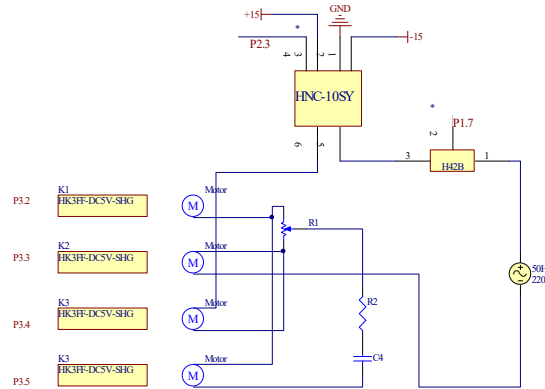 +15
GND
-15
*
P2.3
4
3
2
1
HNC-10SY
*
P1.7
2
6
5
3
1
H42B
K1
Motor
P3.2
HK3FF-DC5V-SHG
M
R1
K2
Motor
P3.3
HK3FF-DC5V-SHG
M
50H
220
K3
Motor
R2
P3.4
HK3FF-DC5V-SHG
M
K3
Motor
C4
P3.5
HK3FF-DC5V-SHG
M